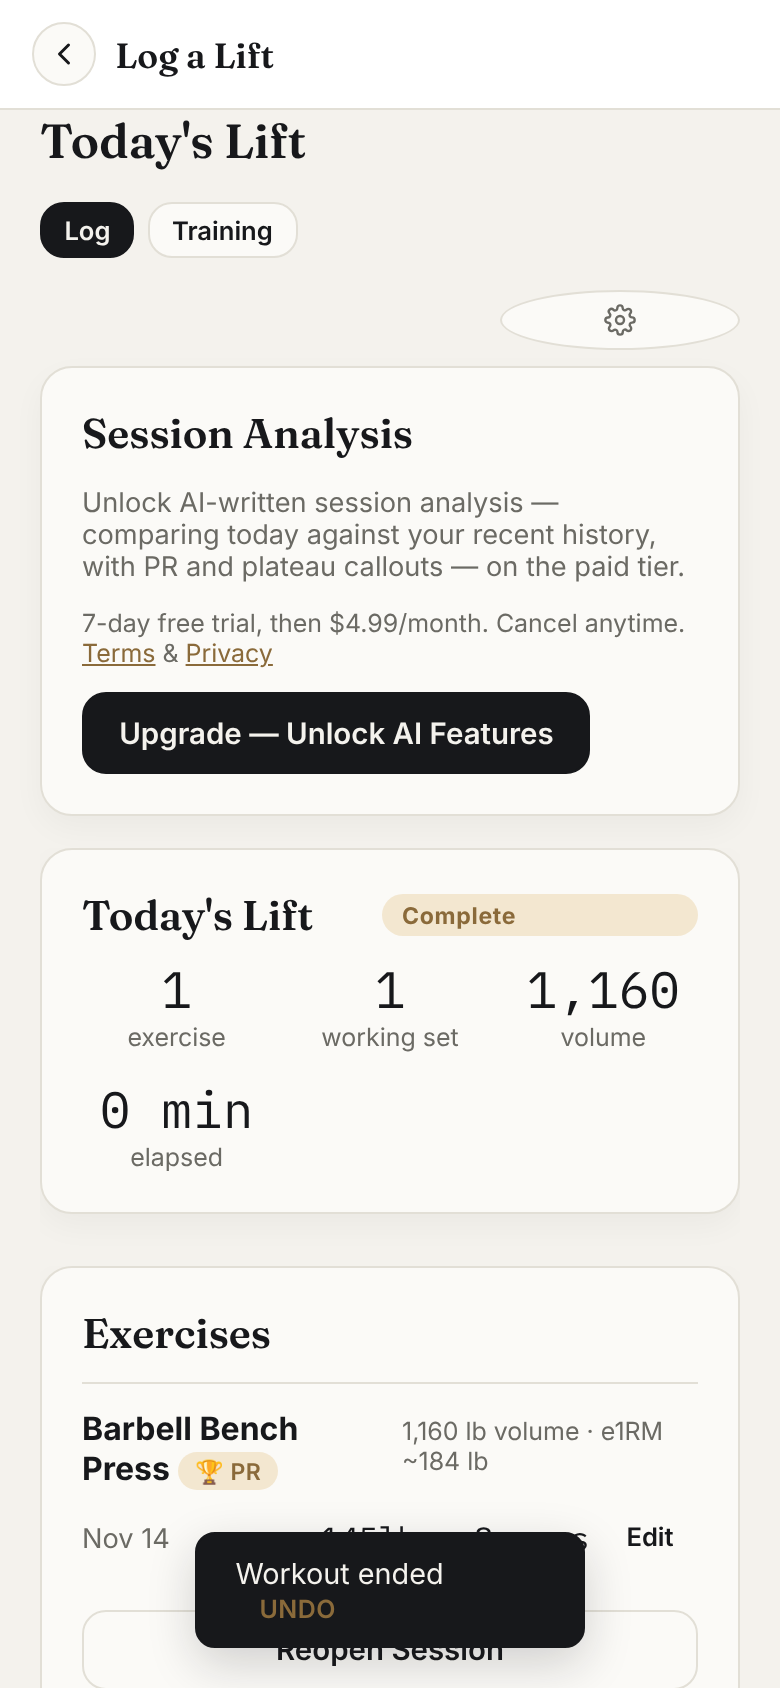 Log a Lift
Today's Lift
Log
Training
Session Analysis
Unlock AI-written session analysis —
comparing today against your recent history,
with PR and plateau callouts — on the paid tier.
7-day free trial, then $4.99/month. Cancel anytime.
Terms & Privacy
Upgrade — Unlock AI Features
Today's Lift
Complete
1
exercise
1
working set
1,160
volume
0 min
elapsed
Exercises
Barbell Bench
Press 🏆 PR
1,160 lb volume · e1RM
~184 lb
Nov 14
Edit
Workout ended
UNDO
Reopen Session